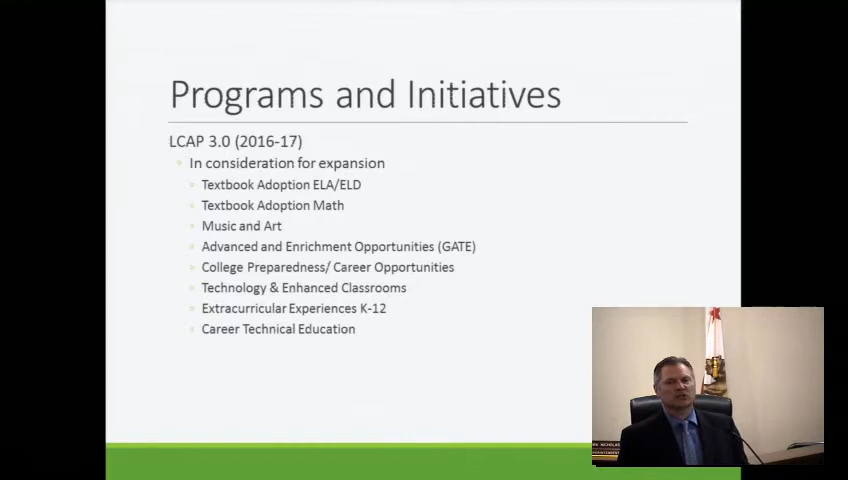 Programs and Initiatives
LCAP 3.0 (2016-17)
In consideration for expansion
Textbook Adoption ELA/ELD
Textbook Adoption Math
Music and Art
Advanced and Enrichment Opportunities (GATE)
College Preparedness/ Career Opportunities
Technology & Enhanced Classrooms
Extracurricular Experiences K-12
Career Technical Education
NICHOLAS
SUPERINTENDENT